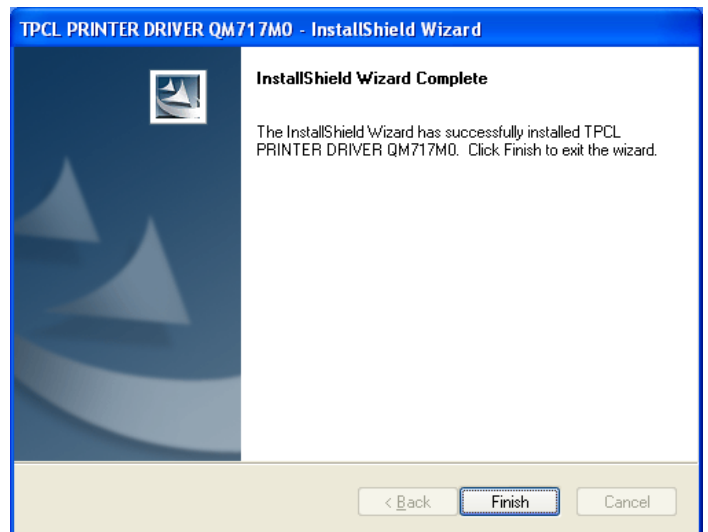 TPCL PRINTER DRIVER QM717M0 - InstallShield Wizard
InstallShield Wizard Complete
The InstallShield Wizard has successfully installed TPCL
PRINTER DRIVER QM717M0. Click Finish to exit the wizard.
< Back
Finish
Cancel